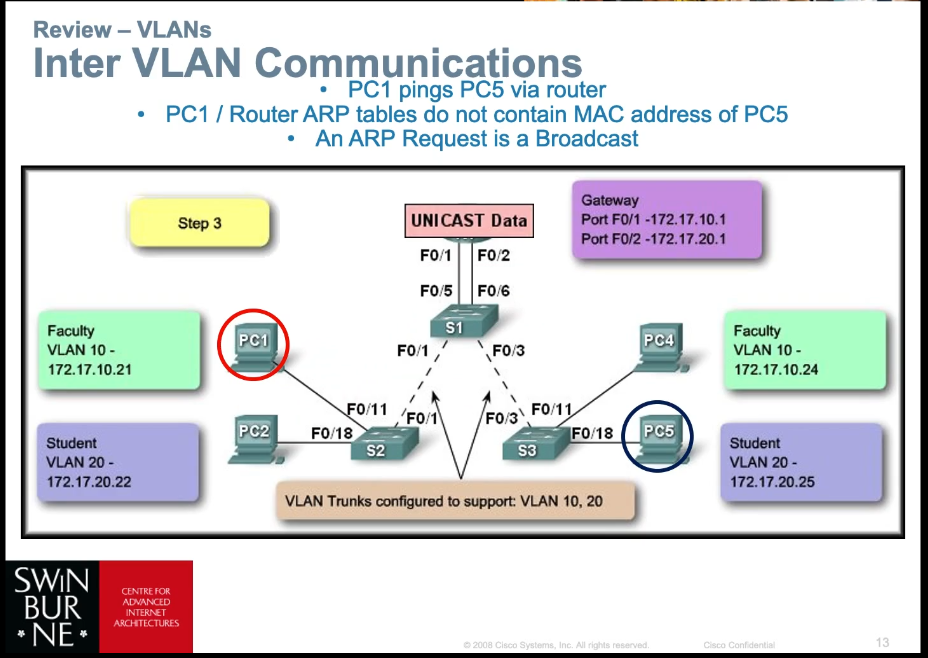 Review – VLANs
Inter VLAN Communications
• PC1 pings PC5 via router
• PC1 / Router ARP tables do not contain MAC address of PC5
• An ARP Request is a Broadcast
Step 3
UNICAST Data
Gateway
Port F0/1 -172.17.10.1
Port F0/2 -172.17.20.1
F0/1 F0/2
F0/5 F0/6
S1
F0/1 F0/3
Faculty
VLAN 10 -
172.17.10.21
PC1
PC4
Faculty
VLAN 10 -
172.17.10.24
F0/11 F0/1 F0/3 F0/11
Student
VLAN 20 -
172.17.20.22
PC2
F0/18
S2
S3
F0/18
PC5
Student
VLAN 20 -
172.17.20.25
VLAN Trunks configured to support: VLAN 10, 20
SWIN
BUR
* NE *
CENTRE FOR
ADVANCED
INTERNET
ARCHITECTURES
© 2008 Cisco Systems, Inc. All rights reserved.
Cisco Confidential
13